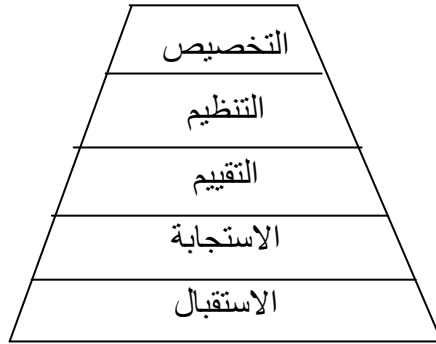 التخصيص
التنظيم
التقييم
الاستجابة
الاستقبال